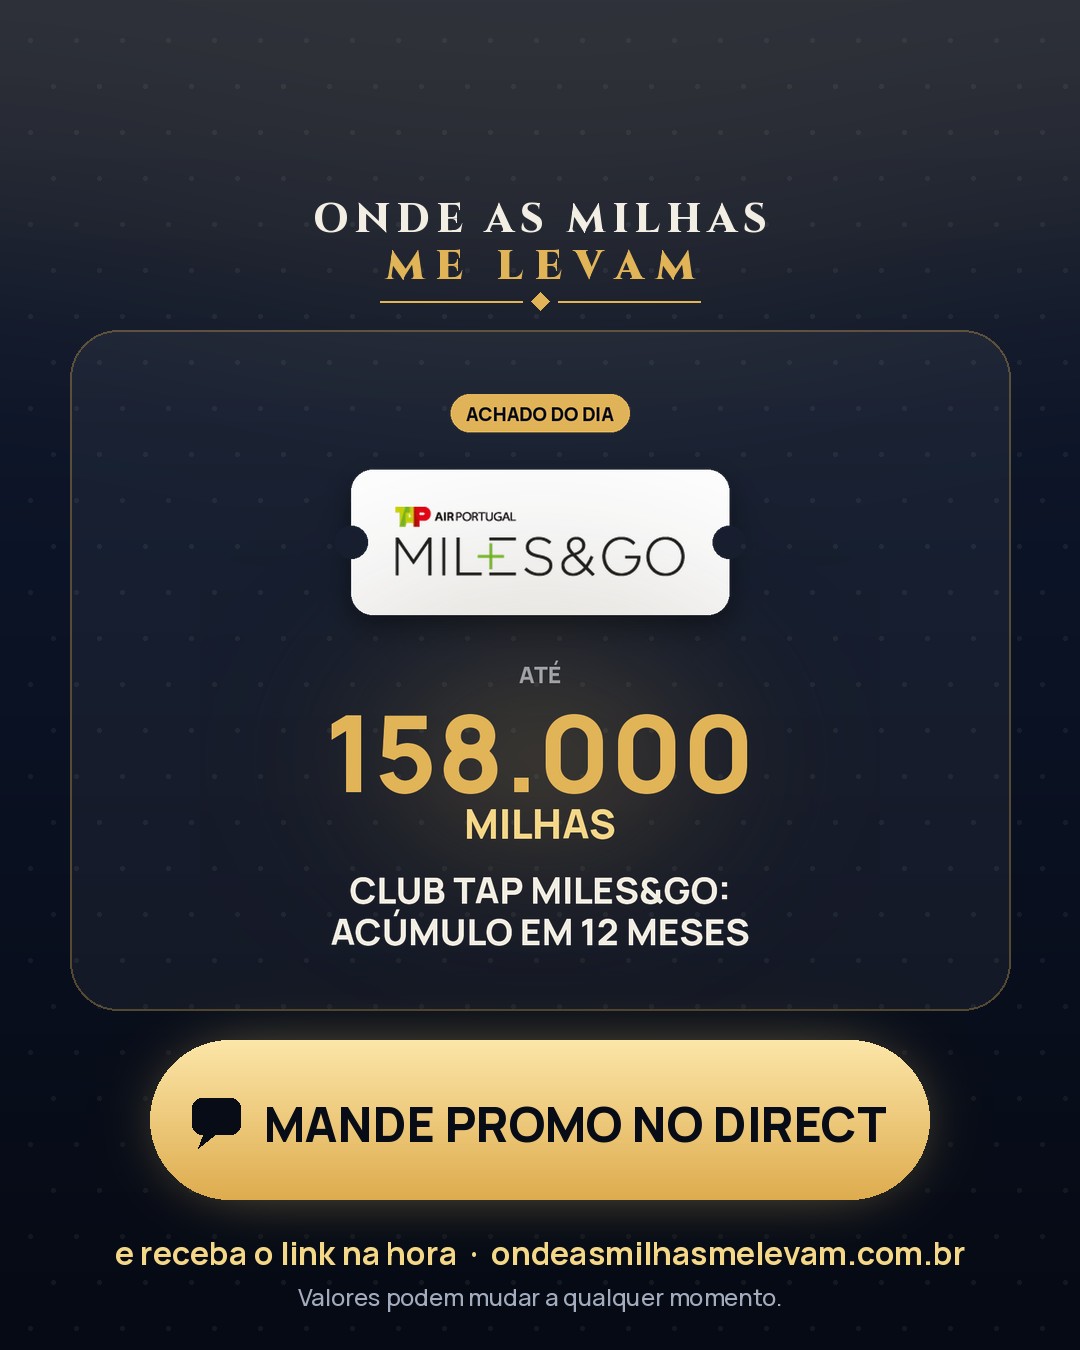 ONDE AS MILHAS
ME LEVAM
ACHADO DO DIA
TAP AIRPORTUGAL
MILES&GO
ATÉ
158.000
MILHAS
CLUB TAP MILES&GO:
ACÚMULO EM 12 MESES
MANDE PROMO NO DIRECT
e receba o link na hora · ondeasmilhasmelevam.com.br
Valores podem mudar a qualquer momento.